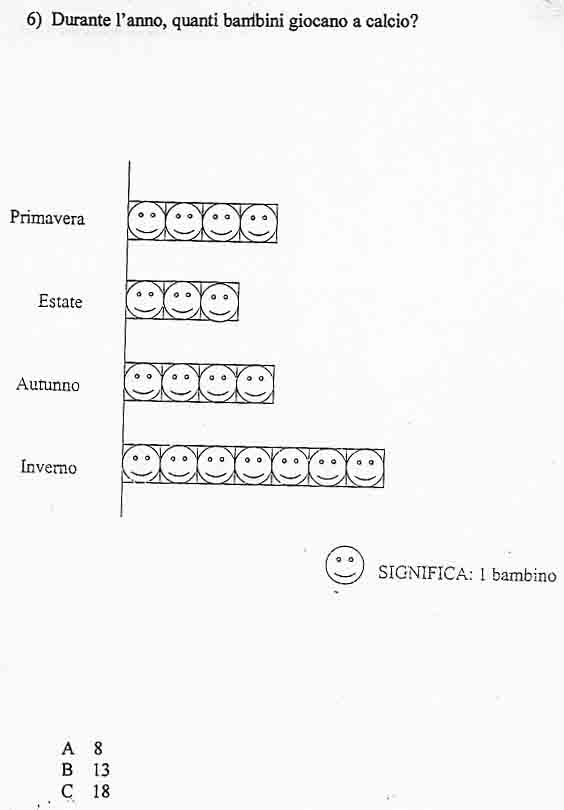 6) Durante l'anno, quanti bambini giocano a calcio?
Primavera
Estate
Autunno
Inverno
SIGNIFICA: 1 bambino
A 8
B 13
C 18